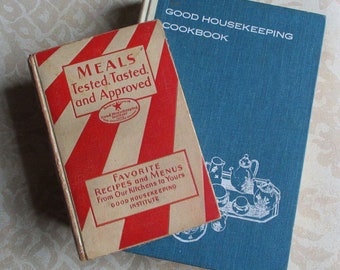 MEALS
Tested, Tasted,
and Approved
FAVORITE
RECIPES and MENUS
From Our Kitchens to Yours
GOOD HOUSEKEEPING
INSTITUTE
GOOD HOUSEKEEPING
COOKBOOK